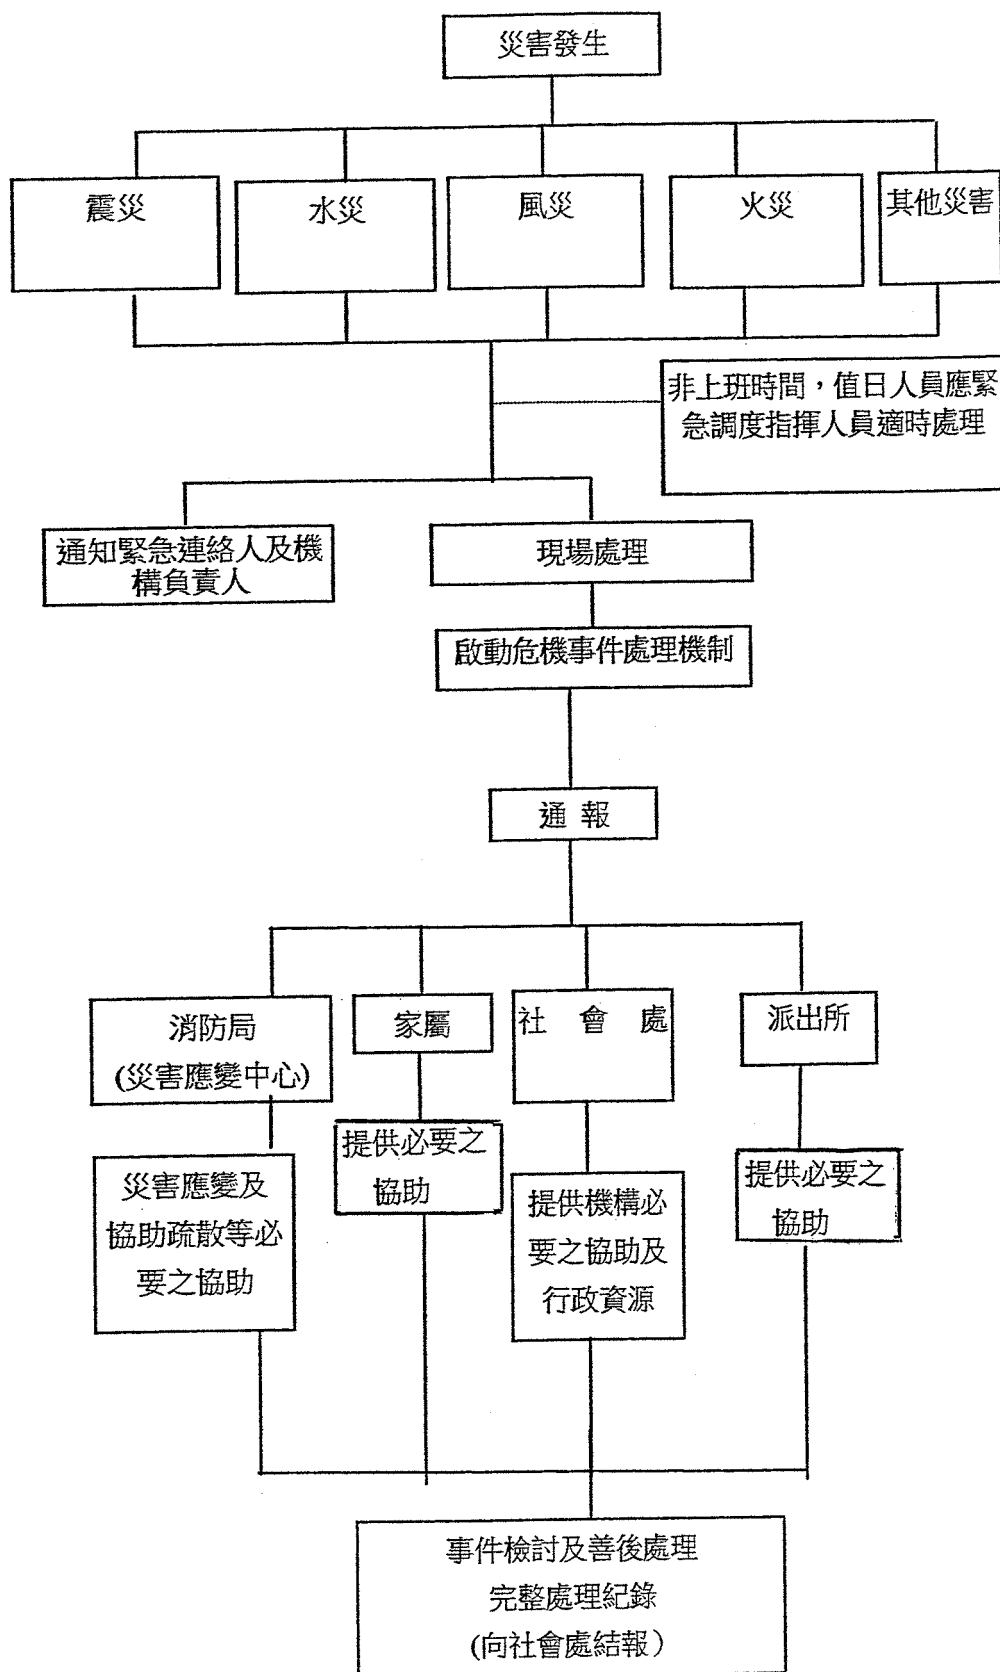 災害發生
震災
水災
風災
火災
其他災害
非上班時間，值日人員應緊
急調度指揮人員適時處理
通知緊急連絡人及機
構負責人
現場處理
啟動危機事件處理機制
通 報
消防局
(災害應變中心)
家屬
社 會 處
派出所
災害應變及
協助疏散等必
要之協助
提供必要之
協助
提供機構必
要之協助及
行政資源
提供必要之
協助
事件檢討及善後處理
完整處理紀錄
(向社會處結報）